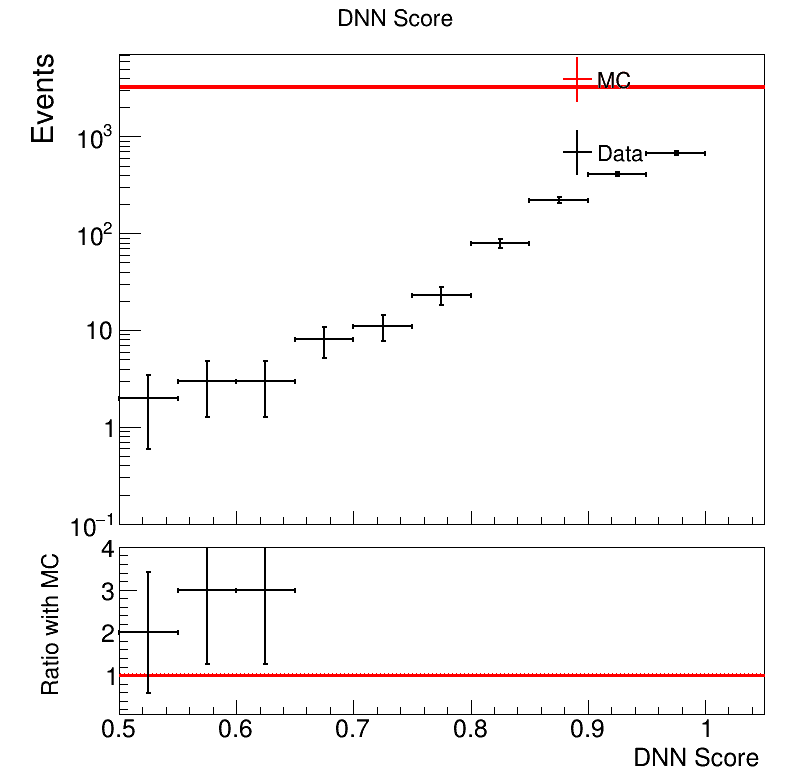 DNN Score
Events
MC
Data
10³
10²
10
1
10⁻¹
Ratio with MC
4
3
2
1
0.5 0.6 0.7 0.8 0.9 1
DNN Score